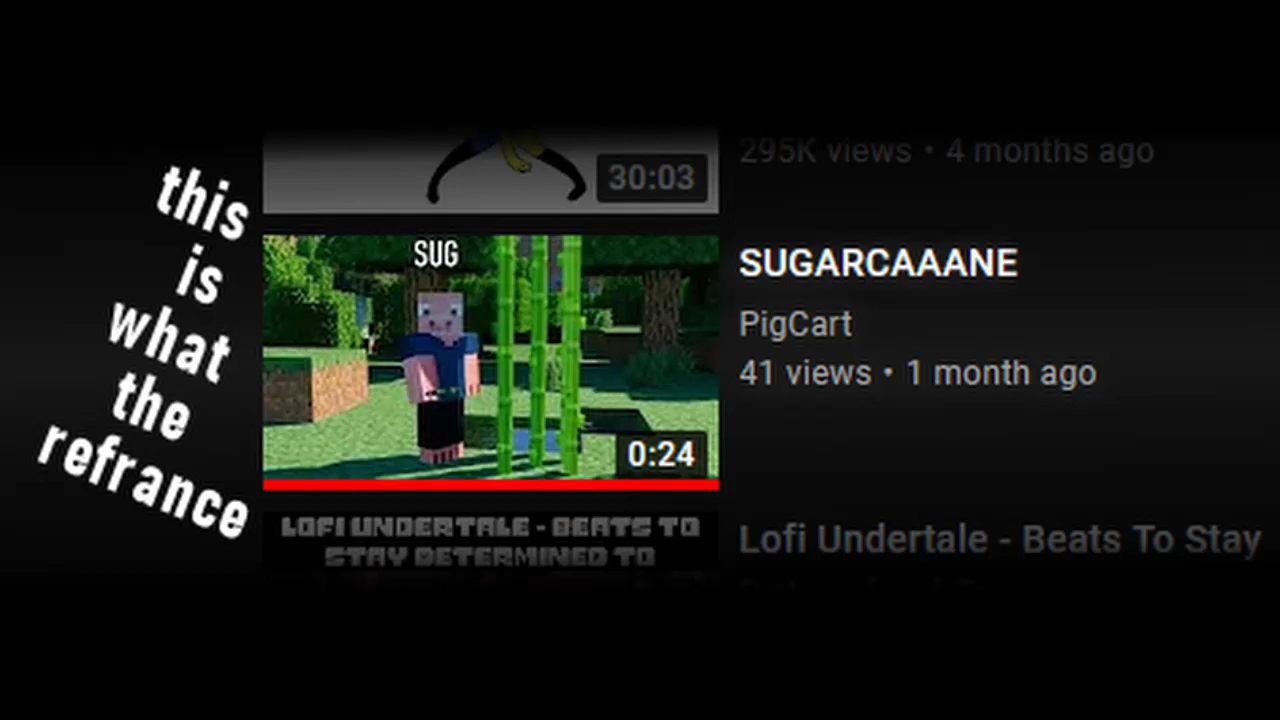 this
is
what
the
refrance
30:03
295K views • 4 months ago
SUG
0:24
SUGARCAAANE
PigCart
41 views • 1 month ago
LOFI UNDERTALE - BEATS TO
STAY DETERMINED TO
Lofi Undertale - Beats To Stay